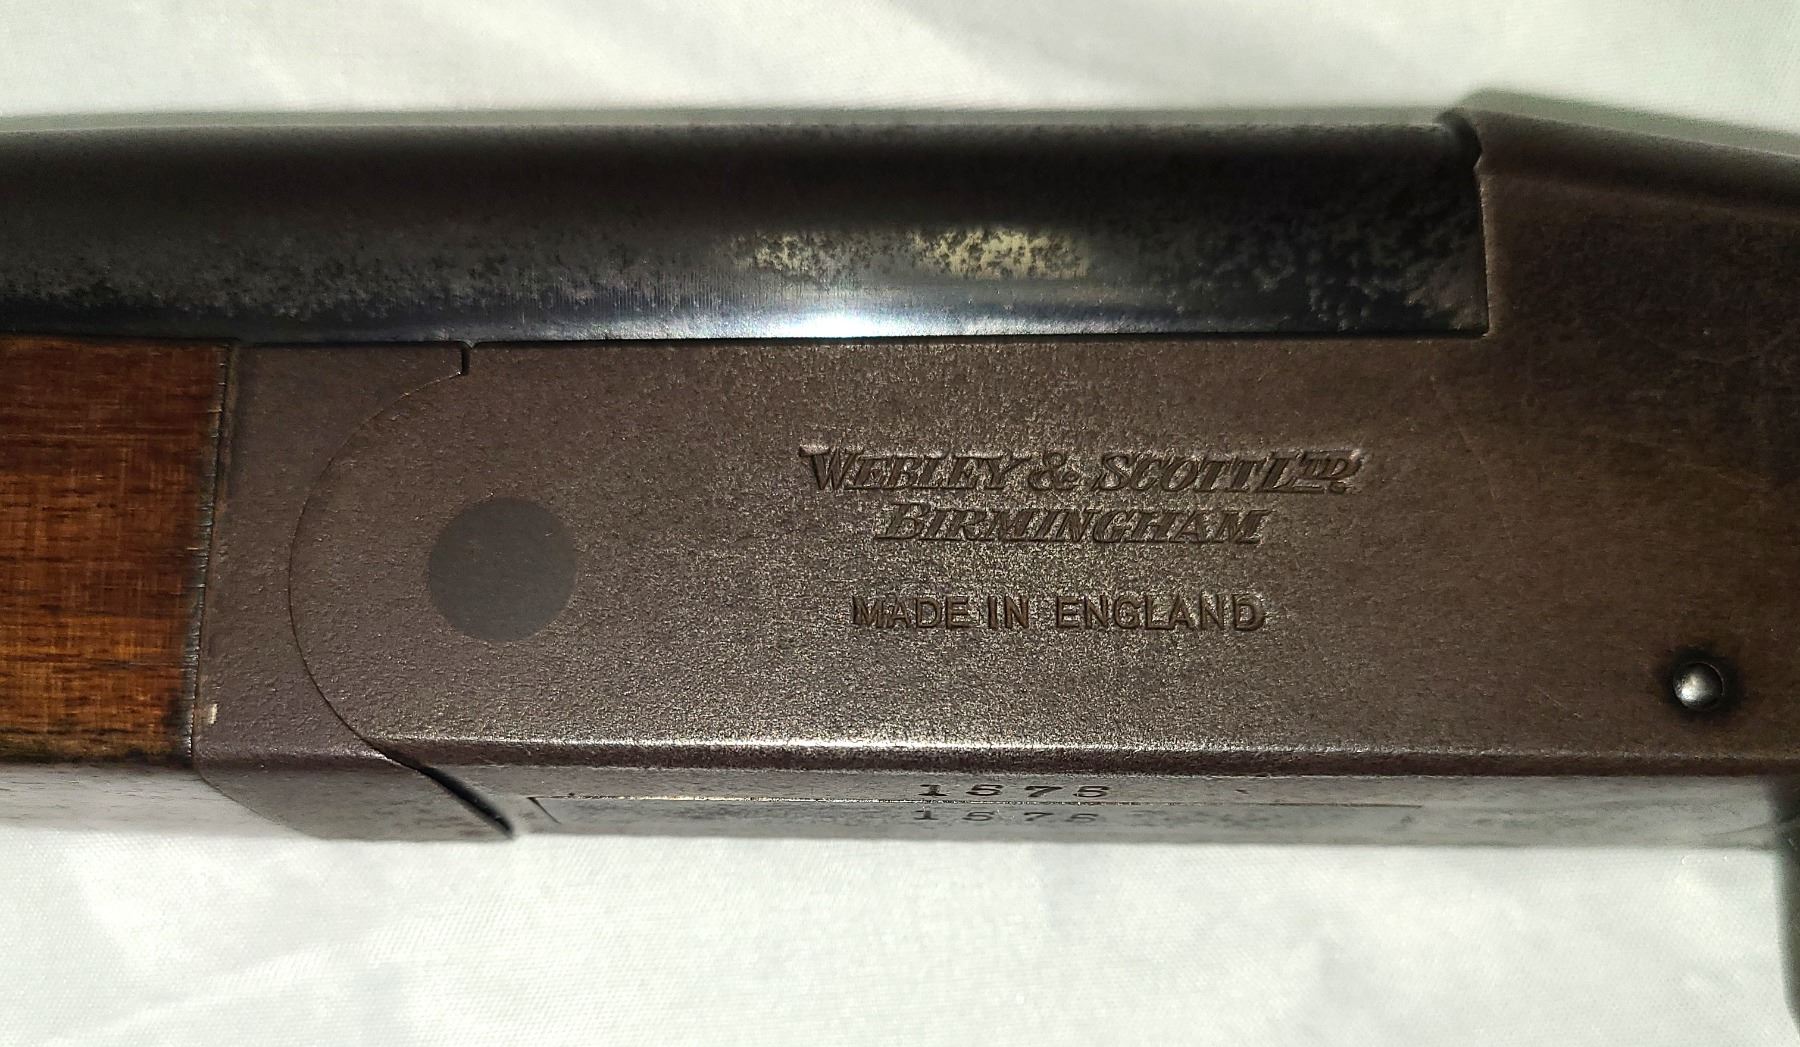 WEBLEY & SCOTT LTD.
BIRMINGHAM
MADE IN ENGLAND
1575
1575